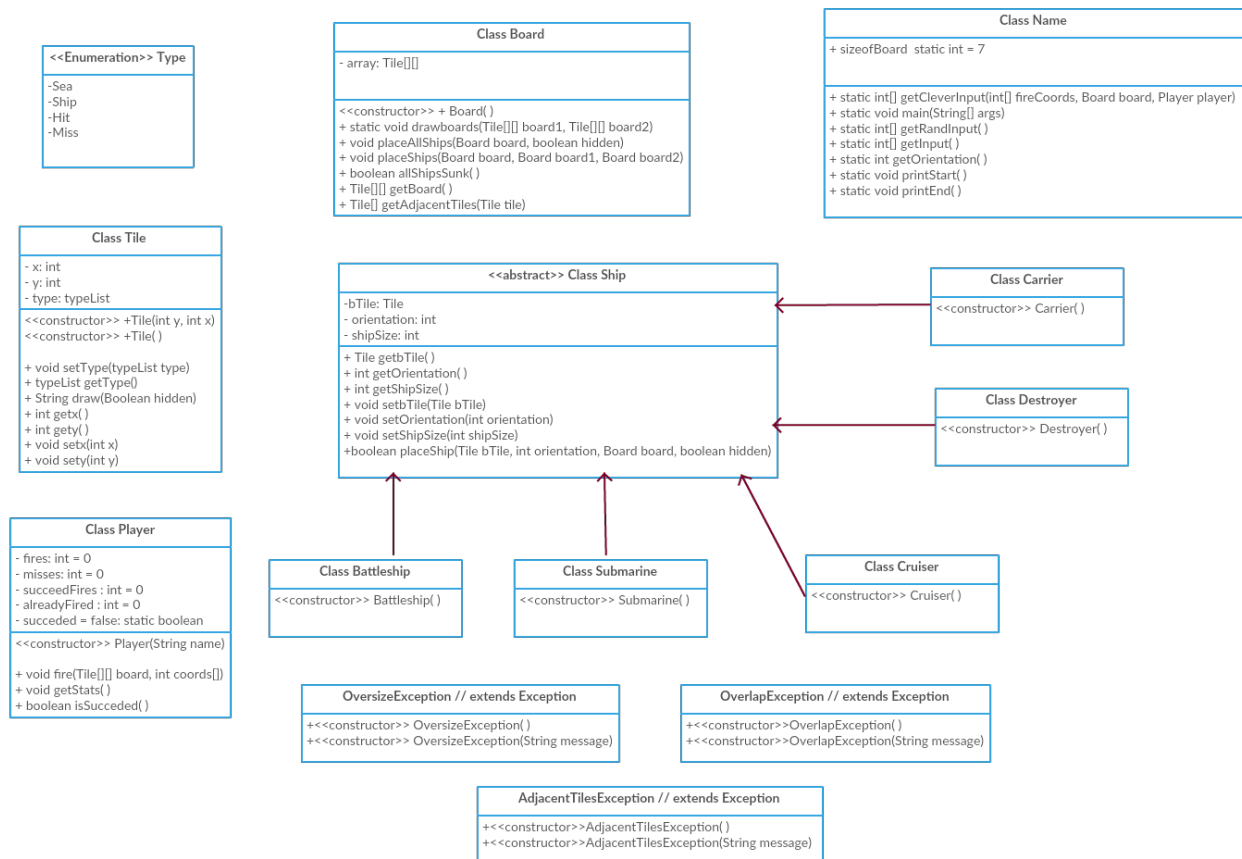 <<Enumeration>> Type
-Sea
-Ship
-Hit
-Miss
Class Board
- array: Tile[][]
<<constructor>> + Board( )
+ static void drawboards(Tile[][] board1, Tile[][] board2)
+ void placeAllShips(Board board, boolean hidden)
+ void placeShips(Board board, Board board1, Board board2)
+ boolean allShipsSunk( )
+ Tile[][] getBoard( )
+ Tile[] getAdjacentTiles(Tile tile)
Class Name
+ sizeofBoard static int = 7
+ static int[] getCleverInput(int[] fireCoords, Board board, Player player)
+ static void main(String[] args)
+ static int[] getRandInput( )
+ static int[] getInput( )
+ static int getOrientation( )
+ static void printStart( )
+ static void printEnd( )
Class Tile
- x: int
- y: int
- type: typeList
<<constructor>> +Tile(int y, int x)
<<constructor>> +Tile( )
+ void setType(typeList type)
+ typeList getType()
+ String draw(Boolean hidden)
+ int getx( )
+ int gety( )
+ void setx(int x)
+ void sety(int y)
<<abstract>> Class Ship
-bTile: Tile
- orientation: int
- shipSize: int
+ Tile getbTile( )
+ int getOrientation( )
+ int getShipSize( )
+ void setbTile(Tile bTile)
+ void setOrientation(int orientation)
+ void setShipSize(int shipSize)
+boolean placeShip(Tile bTile, int orientation, Board board, boolean hidden)
Class Carrier
<<constructor>> Carrier( )
Class Destroyer
<<constructor>> Destroyer( )
Class Player
- fires: int = 0
- misses: int = 0
- succeedFires : int = 0
- alreadyFired : int = 0
- succeded = false: static boolean
<<constructor>> Player(String name)
+ void fire(Tile[][] board, int coords[])
+ void getStats( )
+ boolean isSucceded( )
Class Battleship
<<constructor>> Battleship( )
Class Submarine
<<constructor>> Submarine( )
Class Cruiser
<<constructor>> Cruiser( )
OversizeException // extends Exception
+<<constructor>> OversizeException( )
+<<constructor>> OversizeException(String message)
OverlapException // extends Exception
+<<constructor>>OverlapException( )
+<<constructor>>OverlapException(String message)
AdjacentTilesException // extends Exception
+<<constructor>>AdjacentTilesException( )
+<<constructor>>AdjacentTilesException(String message)